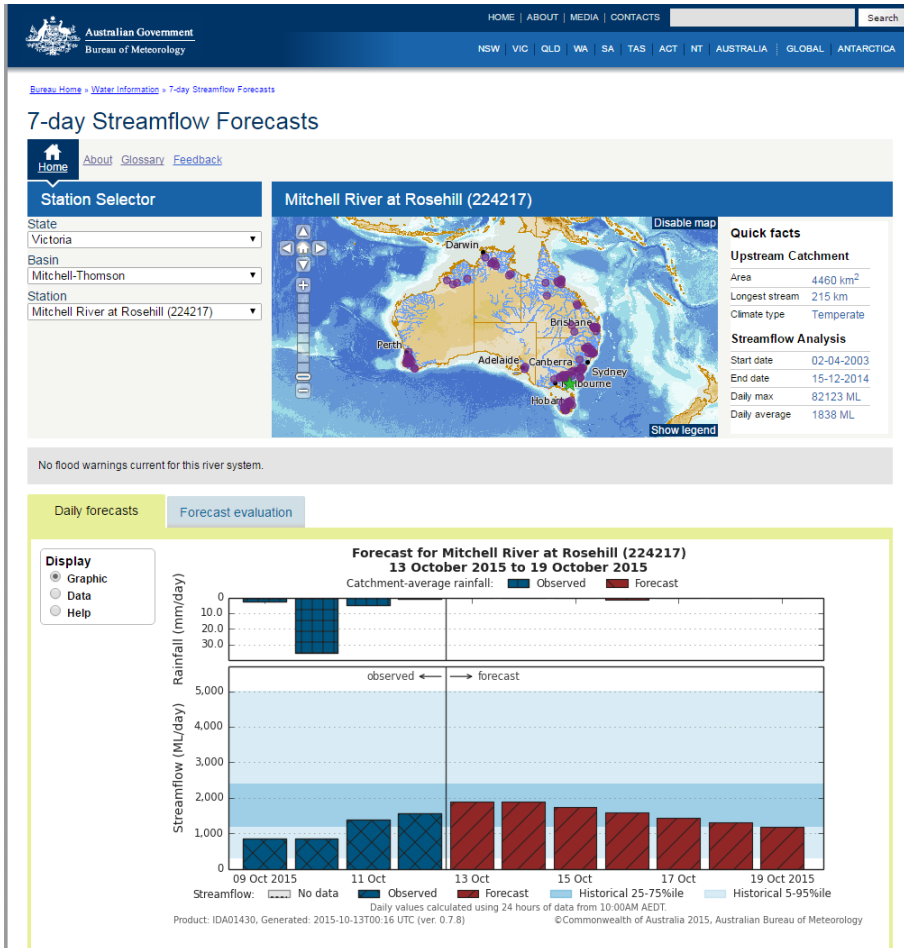 HOME | ABOUT | MEDIA | CONTACTS
Search
Australian Government
Bureau of Meteorology
NSW | VIC | QLD | WA | SA | TAS | ACT | NT | AUSTRALIA | GLOBAL | ANTARCTICA
Bureau Home » Water Information » 7-day Streamflow Forecasts
7-day Streamflow Forecasts
Home
About Glossary Feedback
Station Selector
State
Victoria
Basin
Mitchell-Thomson
Station
Mitchell River at Rosehill (224217)
Mitchell River at Rosehill (224217)
Disable map
Darwin
Brisbane
Perth
Adelaide
Canberra
Sydney
Hobart
Show legend
Quick facts
Upstream Catchment
Area 4460 km2
Longest stream 215 km
Climate type Temperate
Streamflow Analysis
Start date 02-04-2003
End date 15-12-2014
Daily max 82123 ML
Daily average 1838 ML
No flood warnings current for this river system.
Daily forecasts
Forecast evaluation
Display
Graphic
Data
Help
Forecast for Mitchell River at Rosehill (224217)
13 October 2015 to 19 October 2015
Catchment-average rainfall: Observed Forecast
Rainfall (mm/day)
0
10.0
20.0
30.0
observed ← → forecast
Streamflow (ML/day)
5,000
4,000
3,000
2,000
1,000
0
09 Oct 2015 11 Oct 13 Oct 15 Oct 17 Oct 19 Oct 2015
Streamflow: No data Observed Forecast Historical 25-75%ile Historical 5-95%ile
Daily values calculated using 24 hours of data from 10:00AM AEDT.
Product: IDA01430, Generated: 2015-10-13T00:16 UTC (ver. 0.7.8)
©Commonwealth of Australia 2015, Australian Bureau of Meteorology